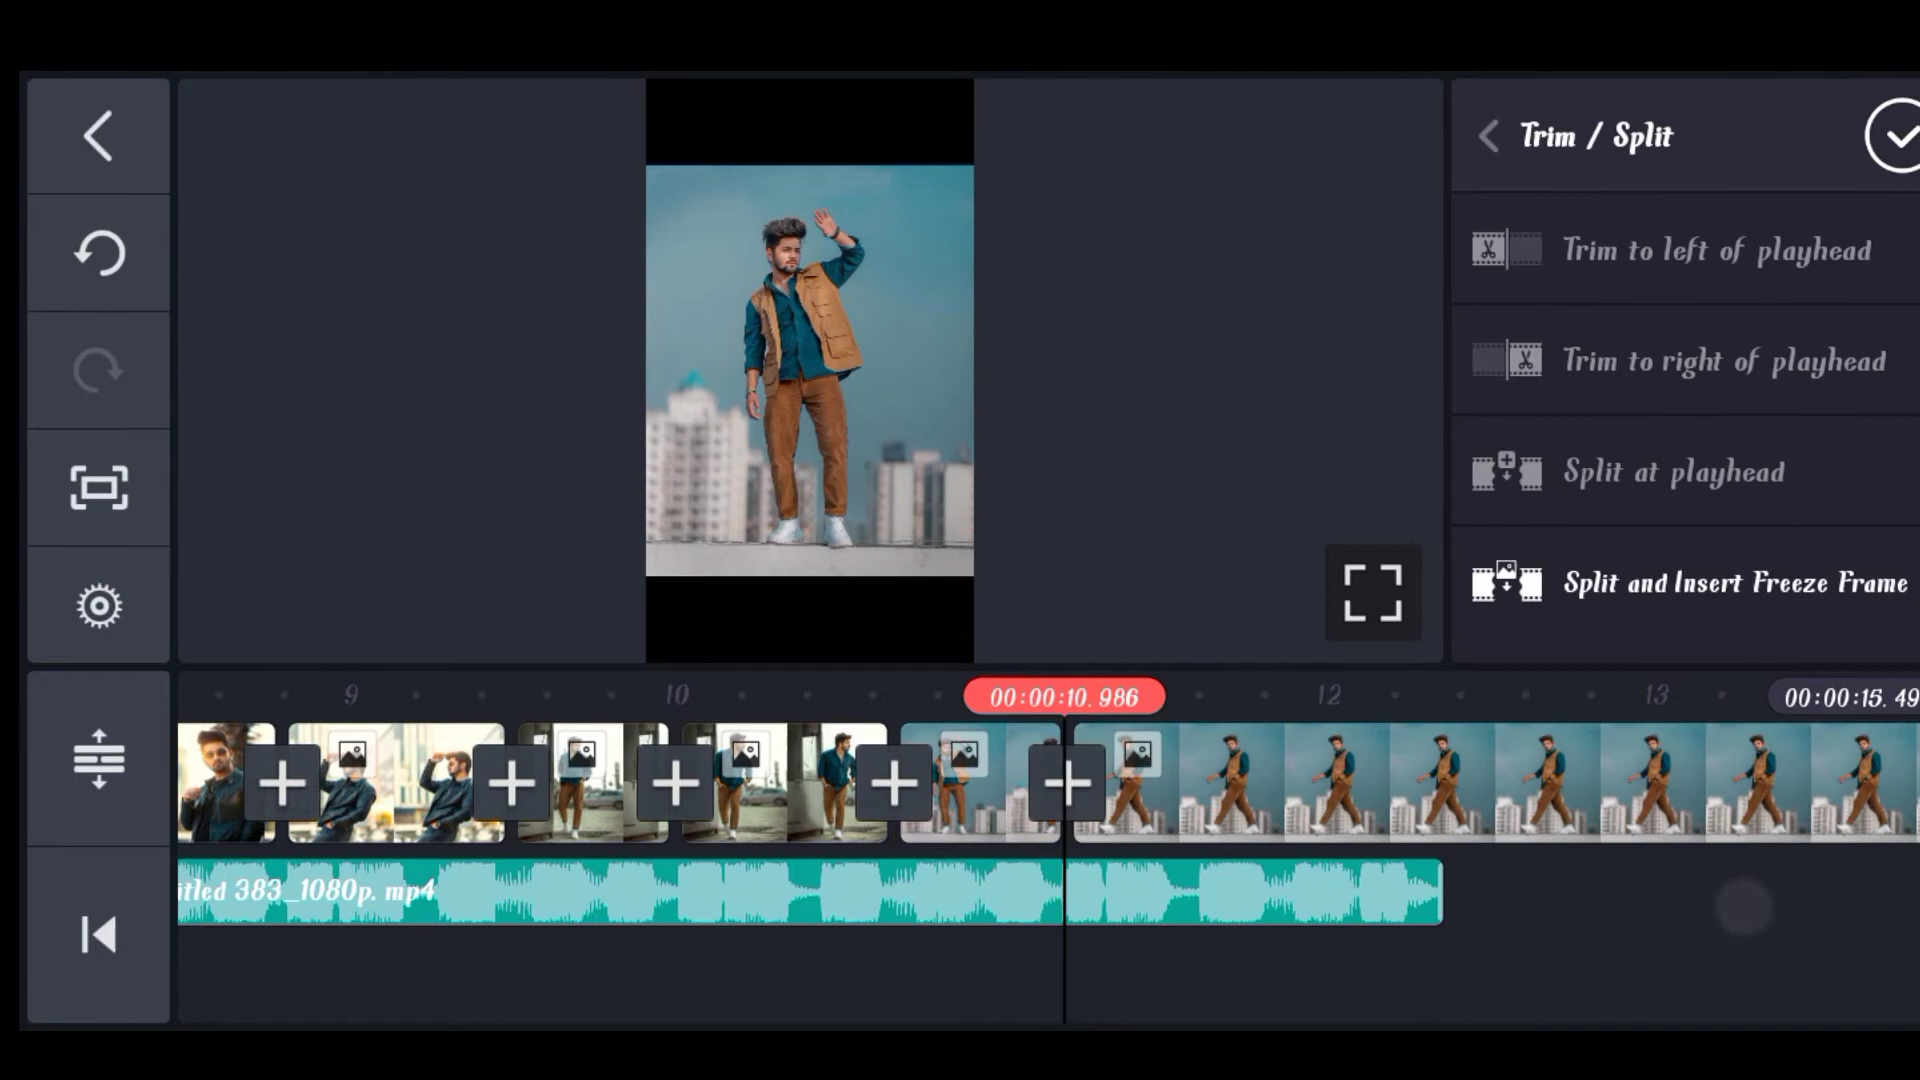 Trim / Split
Trim to left of playhead
Trim to right of playhead
Split at playhead
Split and Insert Freeze Frame
9
10
00:00:10.986
12
13
00:00:15.49
itled 383_1080p.mp4